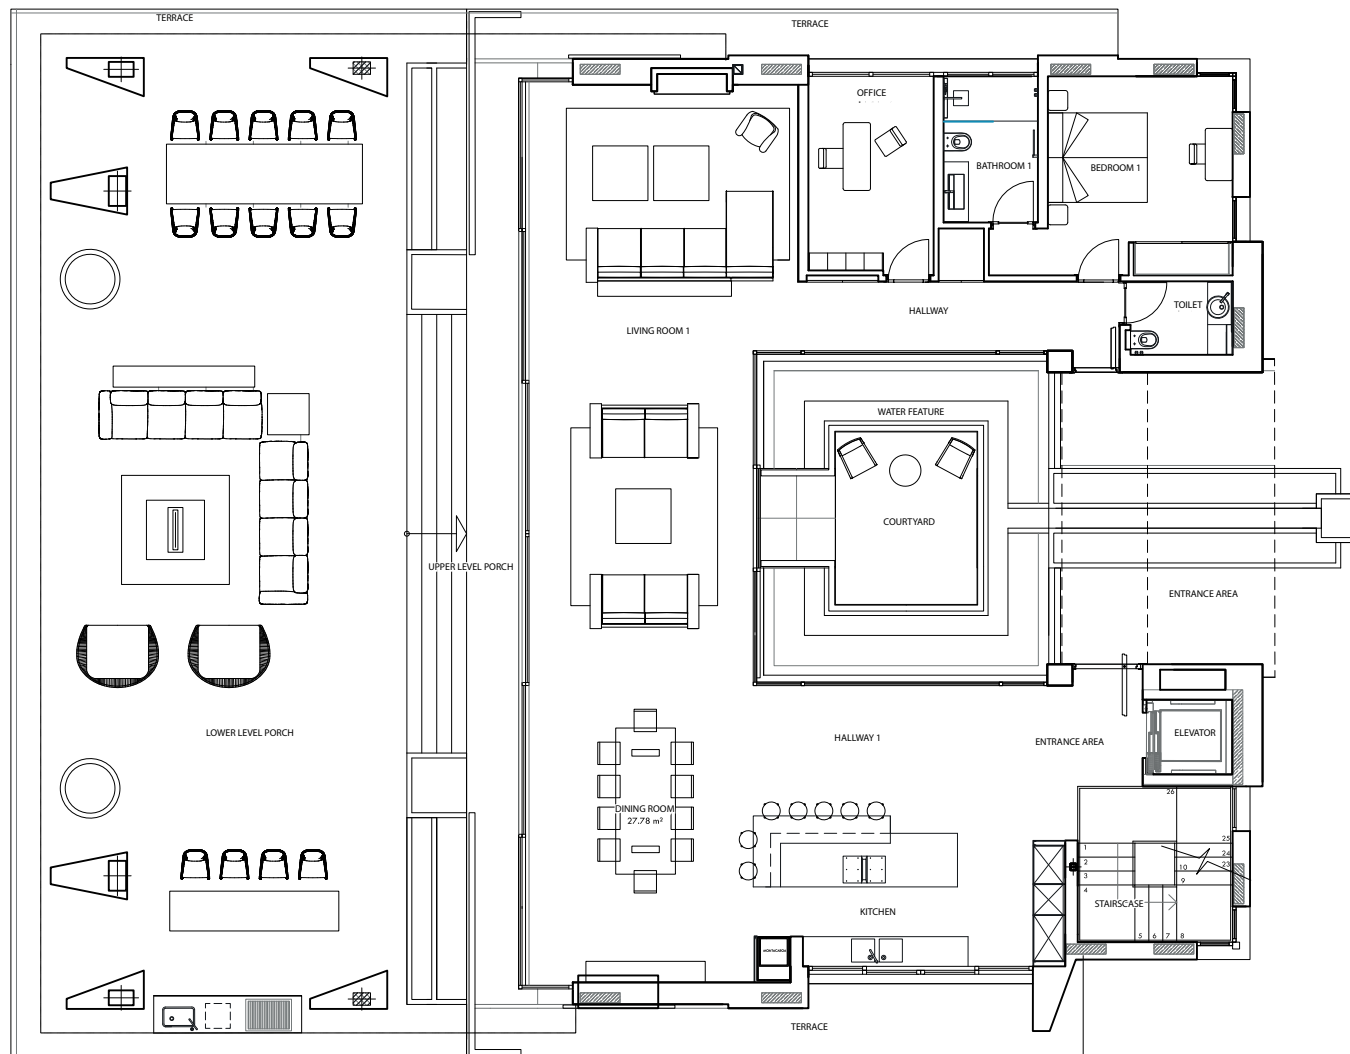 TERRACE
TERRACE
OFFICE
BATHROOM 1
BEDROOM 1
TOILET
HALLWAY
LIVING ROOM 1
WATER FEATURE
COURTYARD
UPPER LEVEL PORCH
ENTRANCE AREA
LOWER LEVEL PORCH
HALLWAY 1
ENTRANCE AREA
ELEVATOR
DINING ROOM
27.78 m²
26
25
24
23
1
2
3
4
10
9
STAIRSCASE
5 6 7 8
KITCHEN
TERRACE